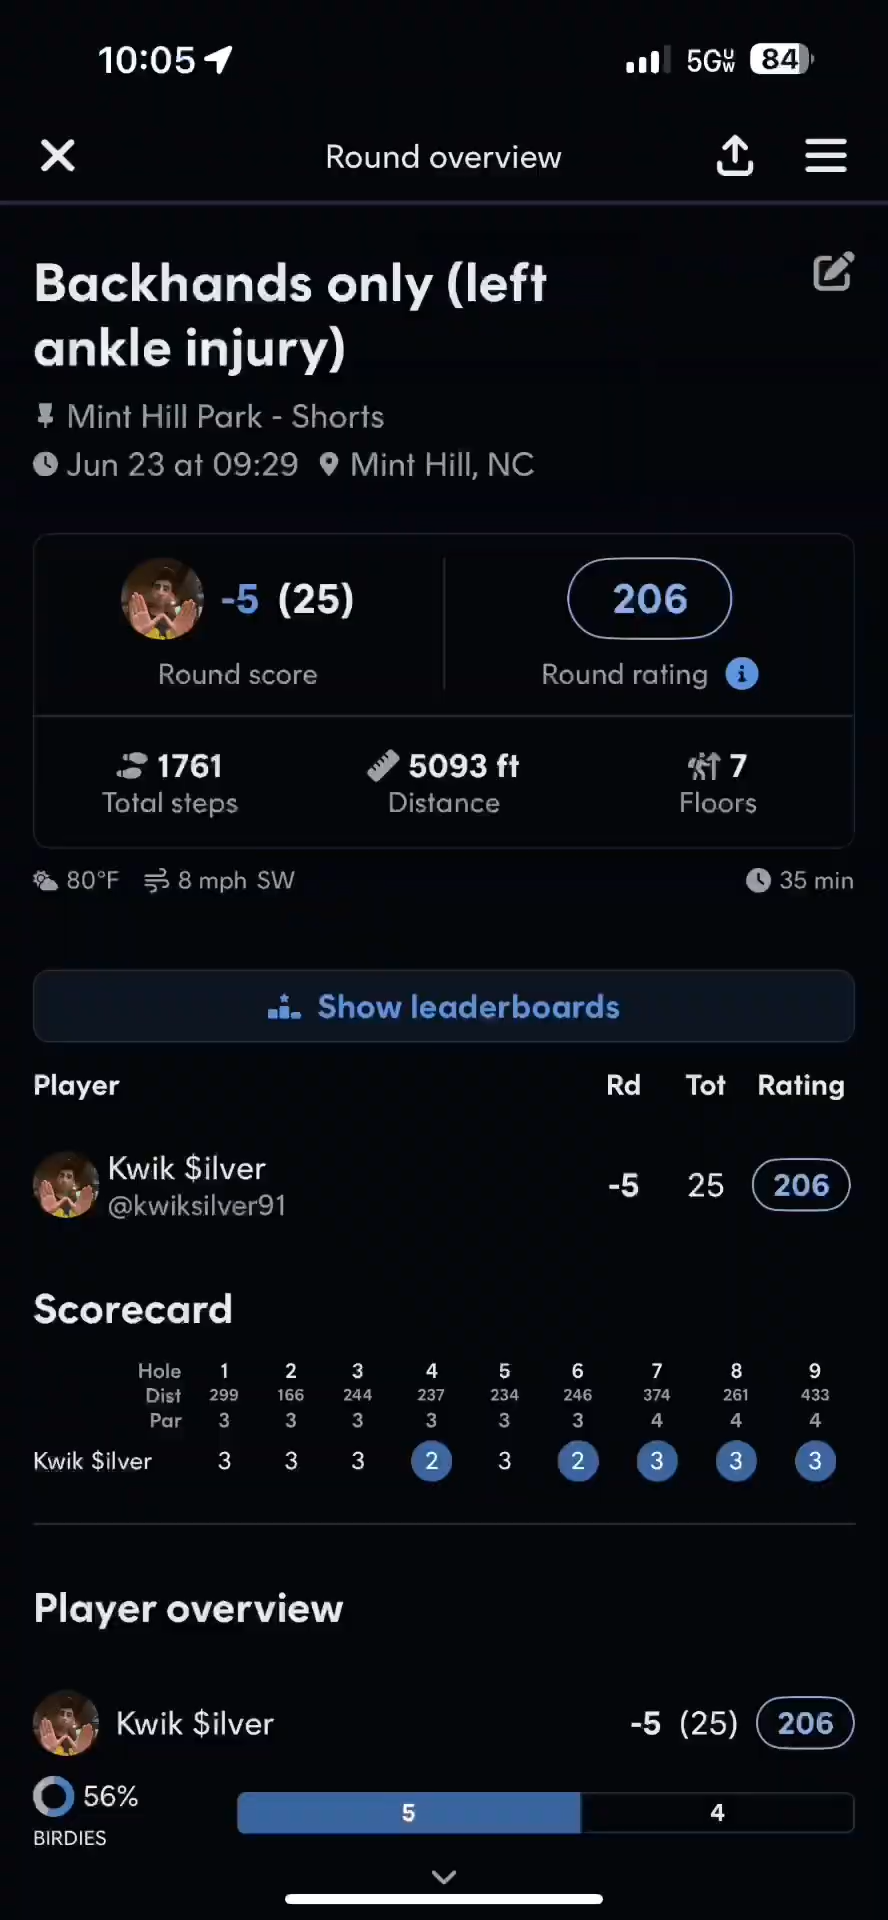 10:05
5GUW 84
Round overview
Backhands only (left
ankle injury)
Mint Hill Park - Shorts
Jun 23 at 09:29 Mint Hill, NC
-5 (25)
206
Round score
Round rating i
1761
5093 ft
7
Total steps
Distance
Floors
80°F 8 mph SW
35 min
Show leaderboards
Player Rd Tot Rating
Kwik $ilver
@kwiksilver91
-5 25 206
Scorecard
Hole 1 2 3 4 5 6 7 8 9
Dist 299 166 244 237 234 246 374 261 433
Par 3 3 3 3 3 3 4 4 4
Kwik $ilver 3 3 3 2 3 2 3 3 3
Player overview
Kwik $ilver -5 (25) 206
56%
BIRDIES
5 4